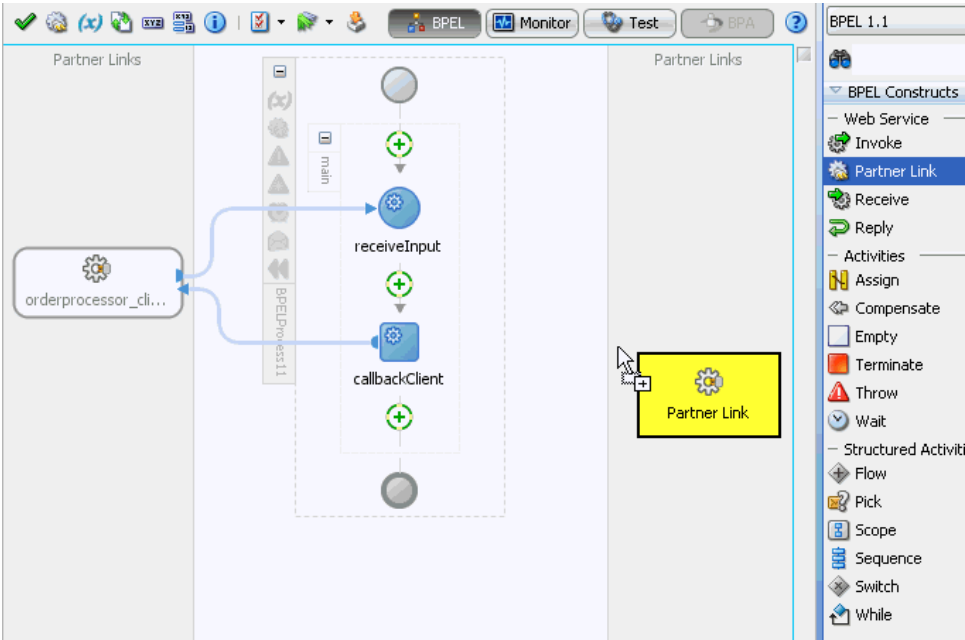 BPEL
Monitor
Test
BPA
BPEL 1.1
Partner Links
Partner Links
BPEL Constructs
Web Service
Invoke
Partner Link
Receive
Reply
Activities
Assign
Compensate
Empty
Terminate
Throw
Wait
Structured Activiti
Flow
Pick
Scope
Sequence
Switch
While
(x)
XYZ
(x)
main
receiveInput
orderprocessor_cli...
BPELProcess11
callbackClient
Partner Link